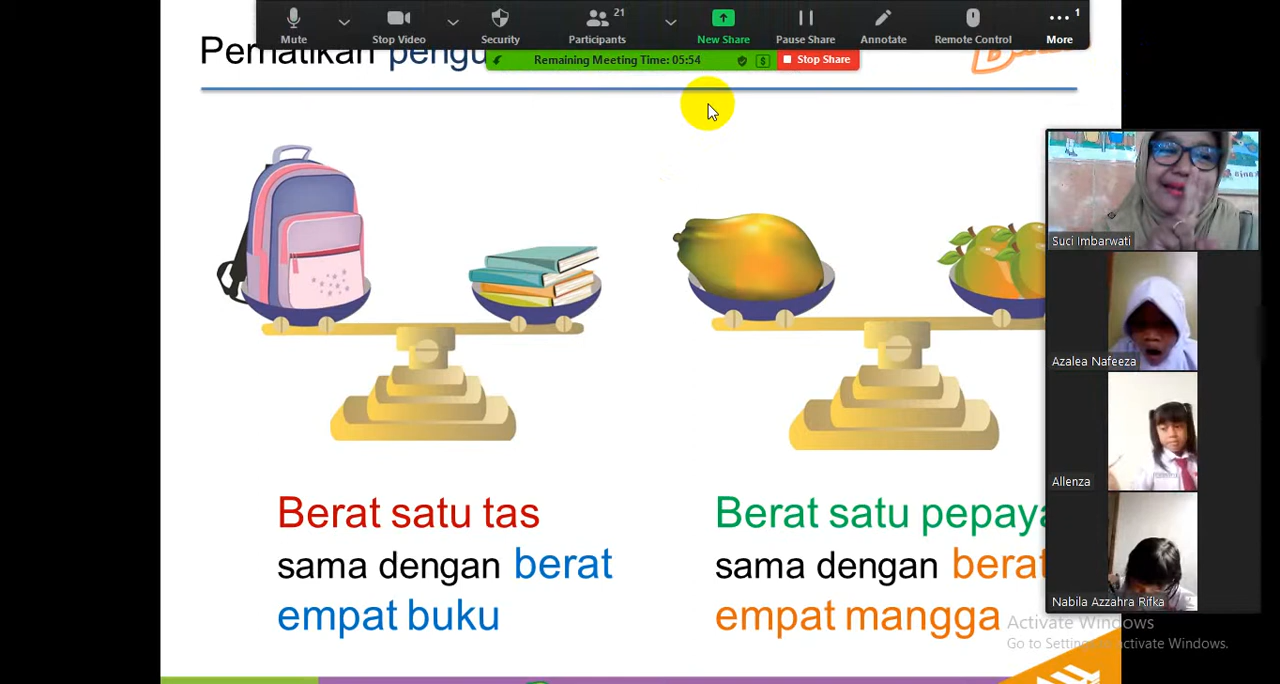 21
1
Mute
Stop Video
Security
Participants
New Share
Pause Share
Annotate
Remote Control
More
Remaining Meeting Time: 05:54
Stop Share
Perhatikan
Suci Imbarwati
Azalea Nafeeza
Allenza
Nabila Azzahra Rifka
Berat satu tas
sama dengan berat
empat buku
Berat satu pepaya
sama dengan berat
empat mangga
Activate Windows
Go to Settings to activate Windows.